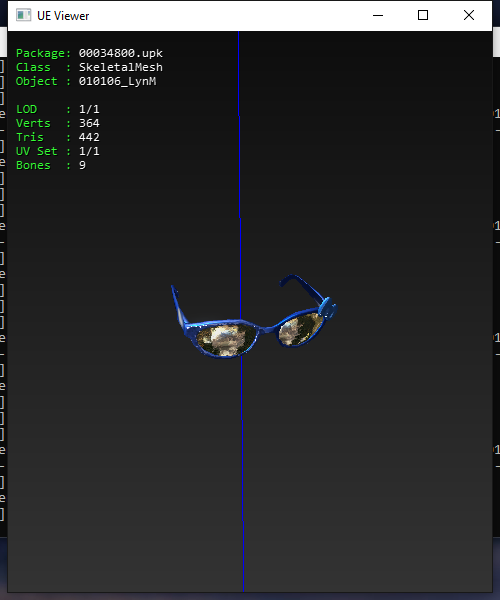 UE Viewer
Package: 00034800.upk
Class  : SkeletalMesh
Object : 010106_LynM
LOD    : 1/1
Verts  : 364
Tris   : 442
UV Set : 1/1
Bones  : 9